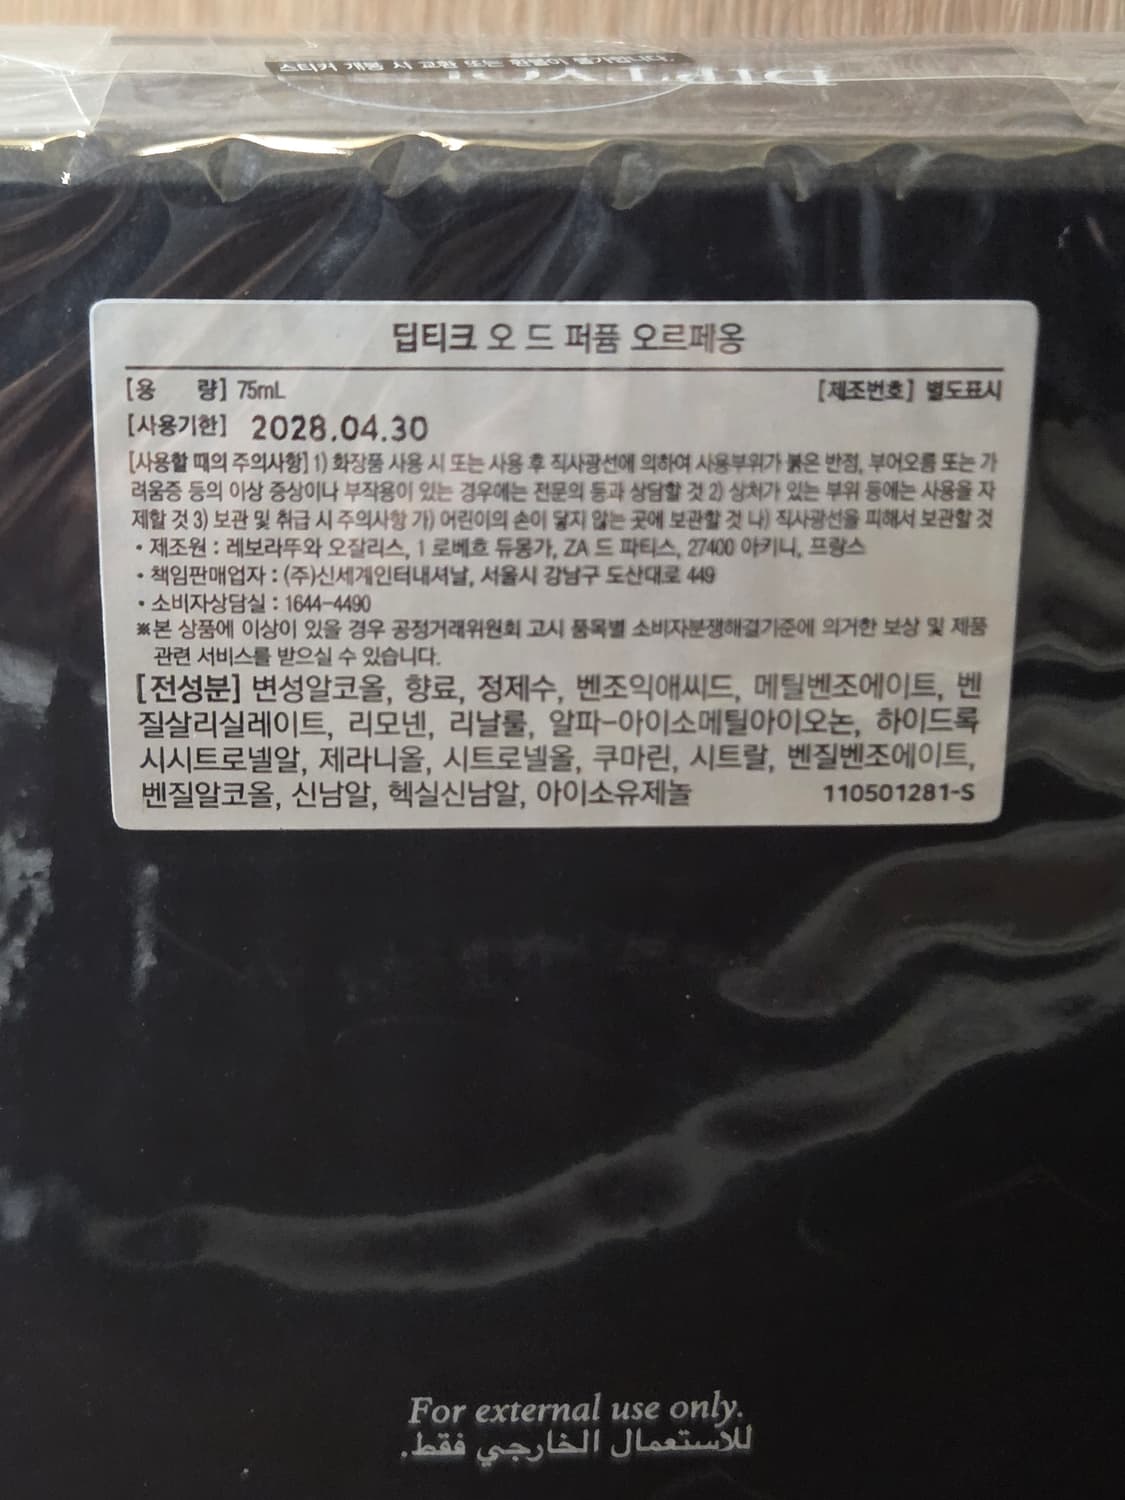 스티커 개봉 시 교환 또는 환불이 불가합니다.
딥티크 오 드 퍼퓸 오르페옹
[용 량] 75mL [제조번호] 별도표시
[사용기한] 2028.04.30
[사용할 때의 주의사항] 1) 화장품 사용 시 또는 사용 후 직사광선에 의하여 사용부위가 붉은 반점, 부어오름 또는 가
려움증 등의 이상 증상이나 부작용이 있는 경우에는 전문의 등과 상담할 것 2) 상처가 있는 부위 등에는 사용을 자
제할 것 3) 보관 및 취급 시 주의사항 가) 어린이의 손이 닿지 않는 곳에 보관할 것 나) 직사광선을 피해서 보관할 것
• 제조원 : 레보라뚜와 오잘리스, 1 로베흐 듀몽가, ZA 드 파티스, 27400 아키니, 프랑스
• 책임판매업자 : (주)신세계인터내셔날, 서울시 강남구 도산대로 449
• 소비자상담실 : 1644-4490
※본 상품에 이상이 있을 경우 공정거래위원회 고시 품목별 소비자분쟁해결기준에 의거한 보상 및 제품
관련 서비스를 받으실 수 있습니다.
[전성분] 변성알코올, 향료, 정제수, 벤조익애씨드, 메틸벤조에이트, 벤
질살리실레이트, 리모넨, 리날룰, 알파-아이소메틸아이오논, 하이드록
시시트로넬알, 제라니올, 시트로넬올, 쿠마린, 시트랄, 벤질벤조에이트,
벤질알코올, 신남알, 헥실신남알, 아이소유제놀 110501281-S
For external use only.
للاستعمال الخارجي فقط.